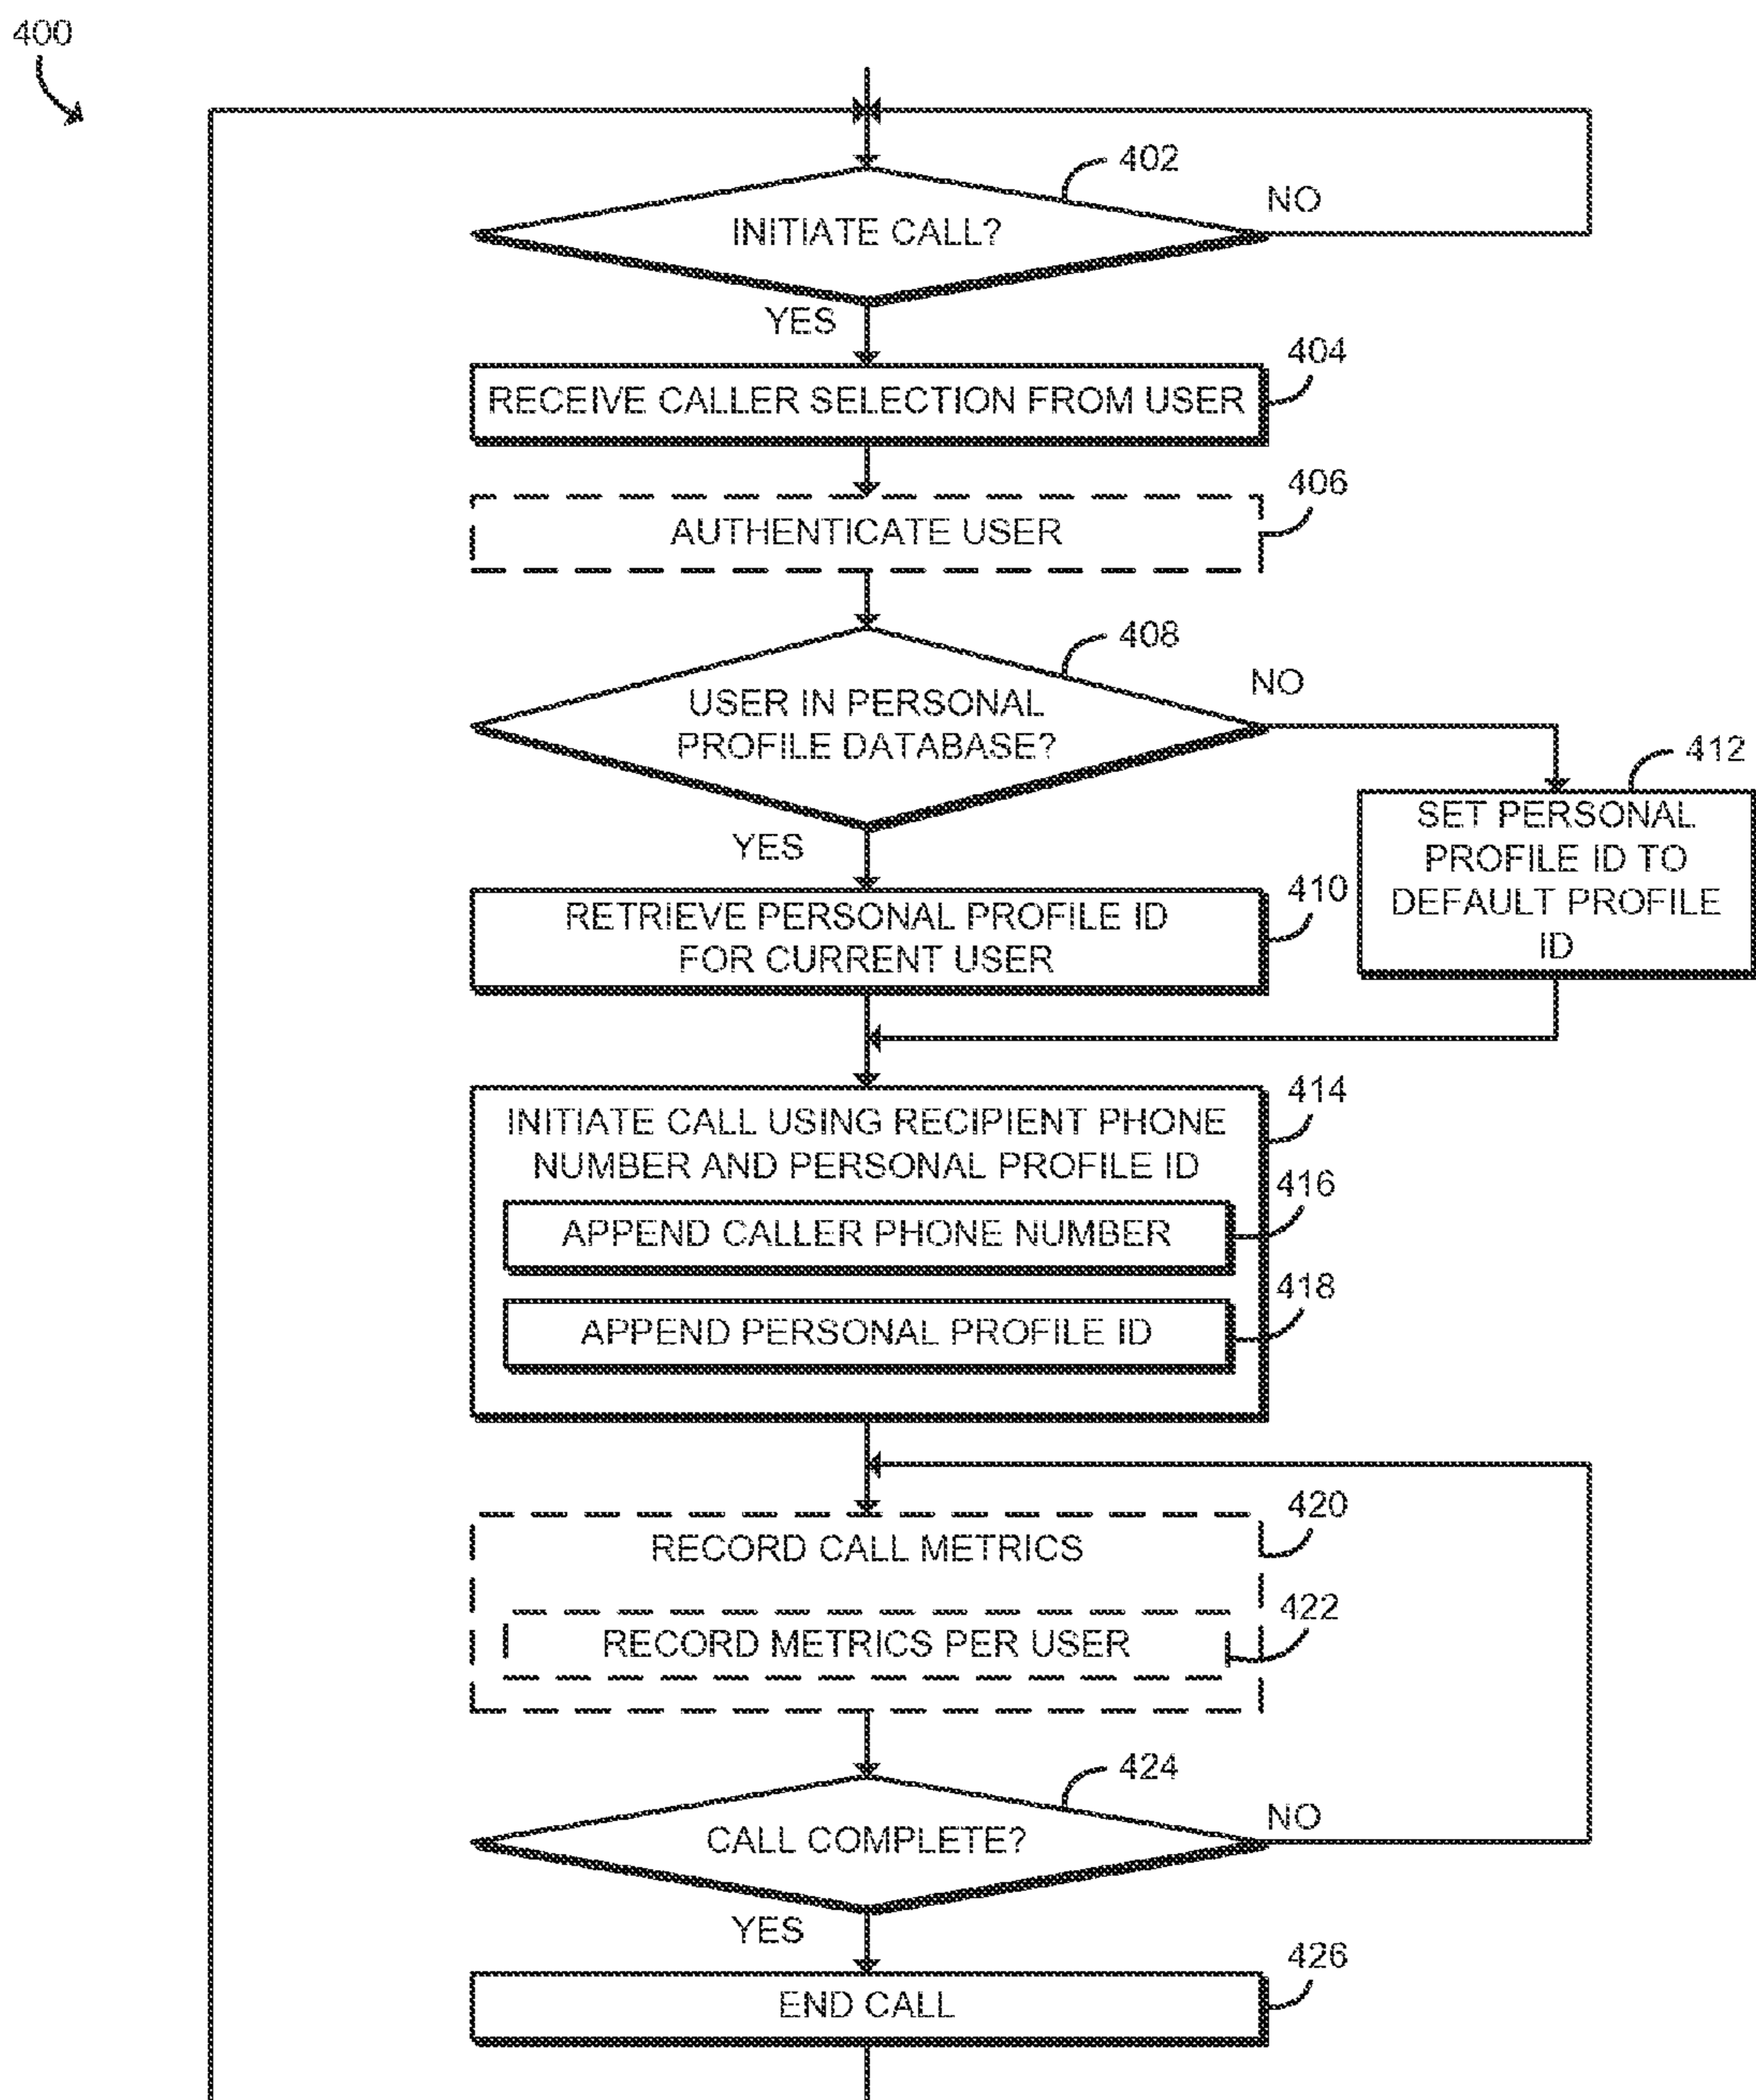 400
402
INITIATE CALL?
NO
YES
404
RECEIVE CALLER SELECTION FROM USER
406
AUTHENTICATE USER
408
USER IN PERSONAL
PROFILE DATABASE?
NO
YES
412
SET PERSONAL
PROFILE ID TO
DEFAULT PROFILE
ID
410
RETRIEVE PERSONAL PROFILE ID
FOR CURRENT USER
414
INITIATE CALL USING RECIPIENT PHONE
NUMBER AND PERSONAL PROFILE ID
416
APPEND CALLER PHONE NUMBER
418
APPEND PERSONAL PROFILE ID
420
RECORD CALL METRICS
422
RECORD METRICS PER USER
424
CALL COMPLETE?
NO
YES
426
END CALL